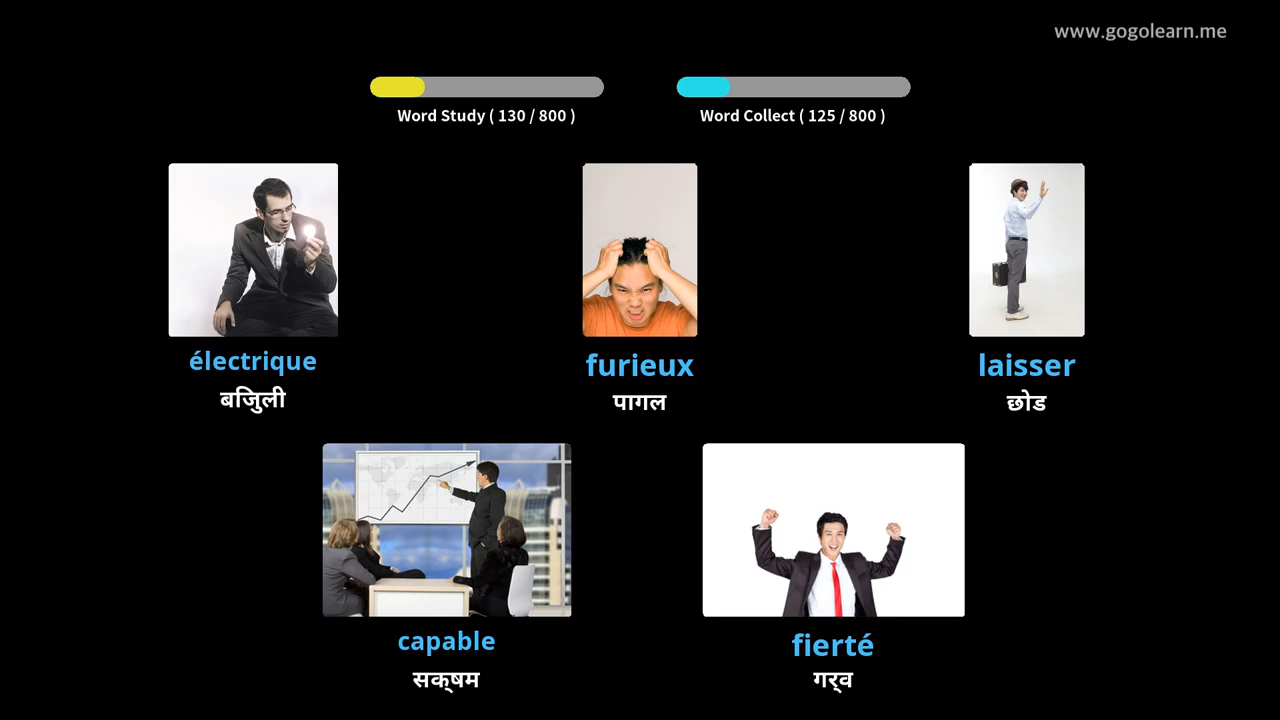 www.gogolearn.me
Word Study ( 130 / 800 )
Word Collect ( 125 / 800 )
électrique
बिजुली
furieux
पागल
laisser
छोड
capable
सक्षम
fierté
गर्व